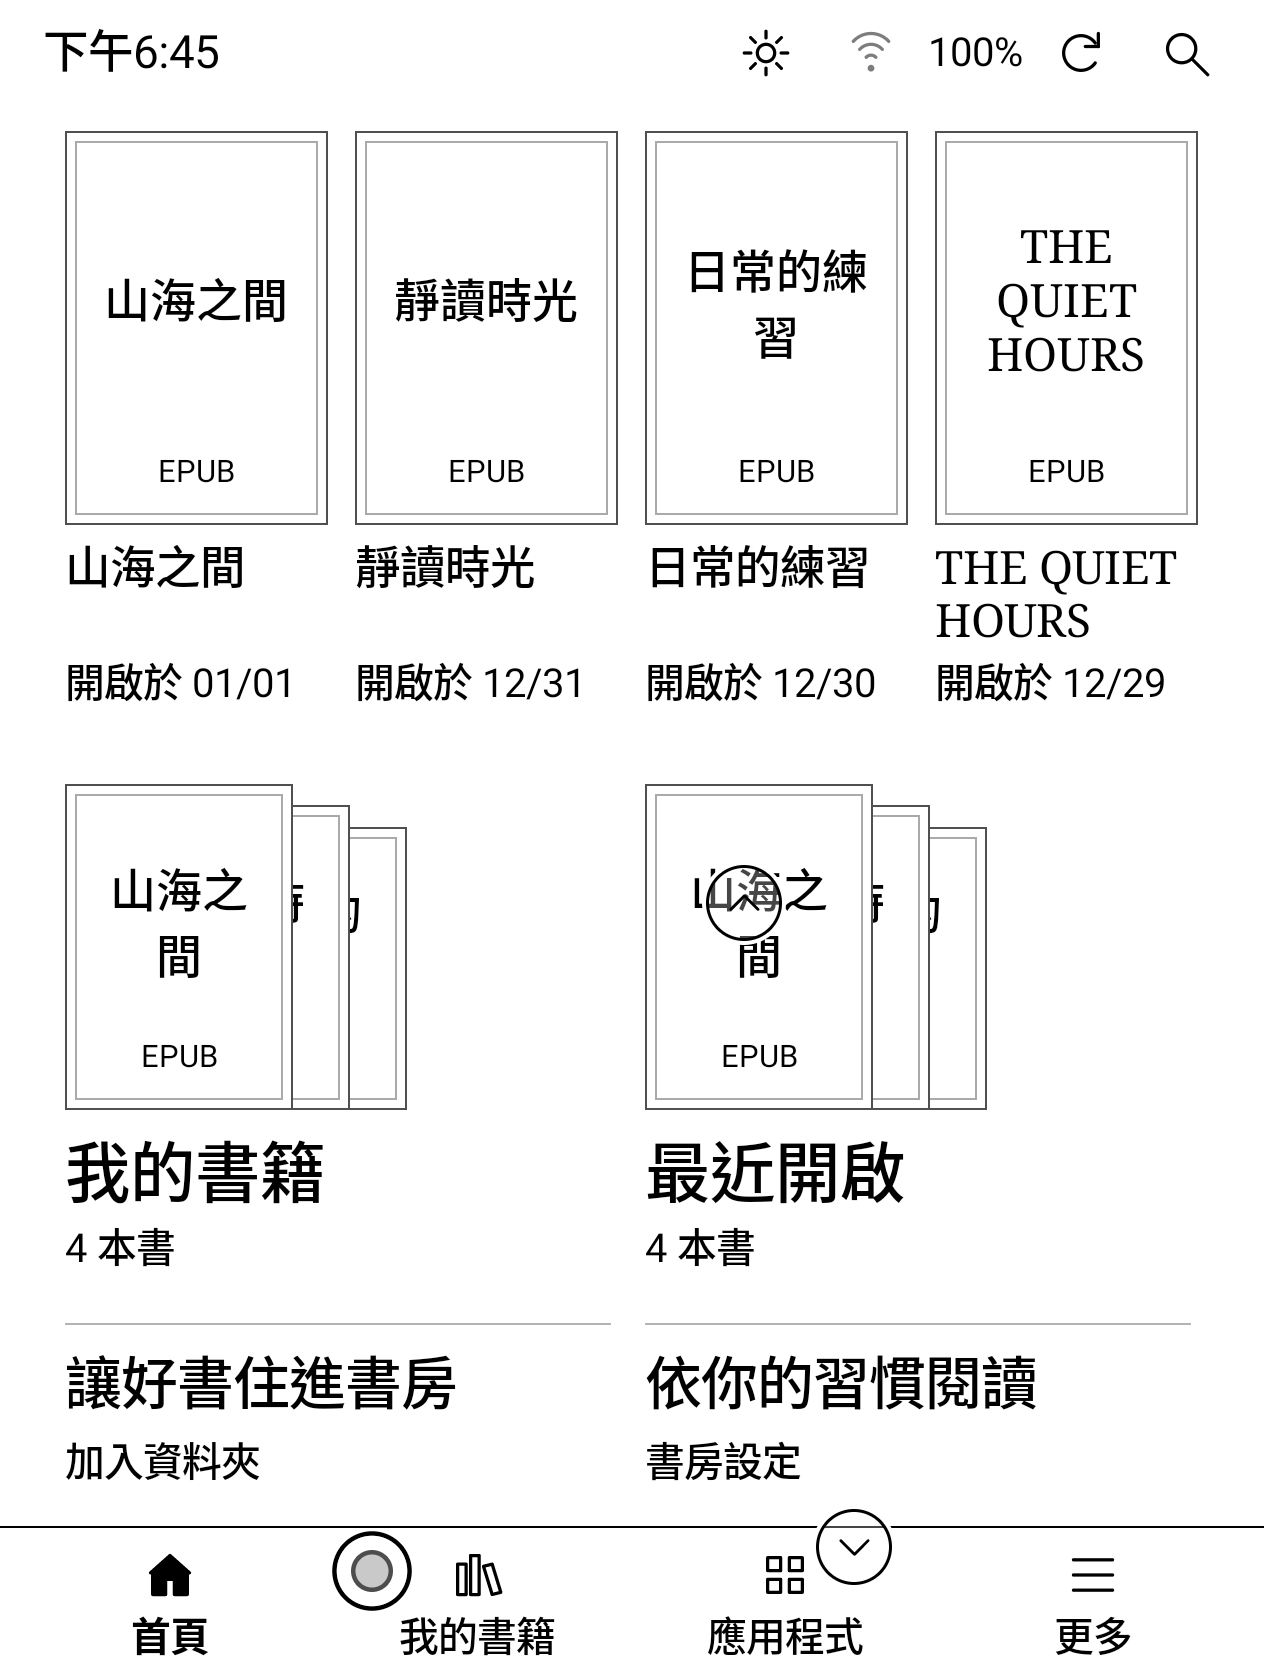 下午6:45 100%
山海之間
EPUB
靜讀時光
EPUB
日常的練
習
EPUB
THE
QUIET
HOURS
EPUB
山海之間
開啟於 01/01
靜讀時光
開啟於 12/31
日常的練習
開啟於 12/30
THE QUIET
HOURS
開啟於 12/29
山海之
間
EPUB
我的書籍
4 本書
山海之
間
EPUB
最近開啟
4 本書
讓好書住進書房
加入資料夾
依你的習慣閱讀
書房設定
首頁
我的書籍
應用程式
更多